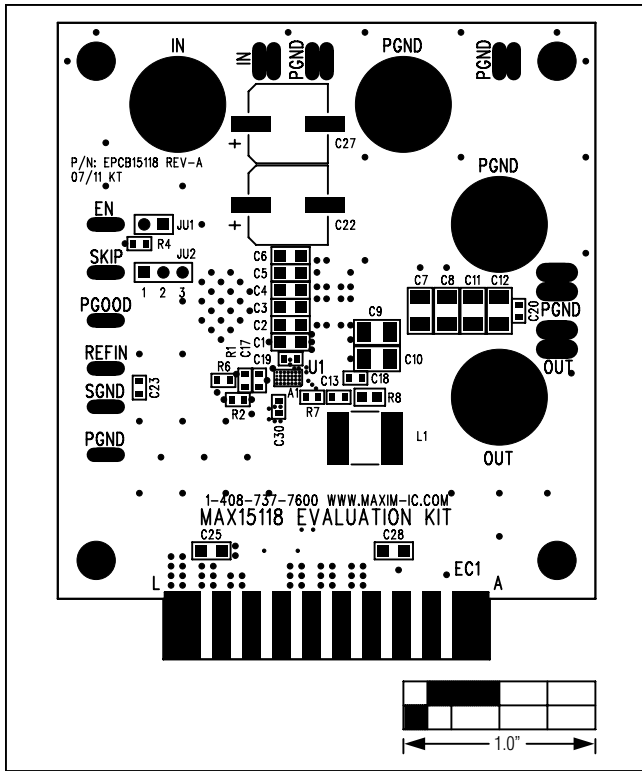 IN
IN
PGND
PGND
PGND
+
C27
P/N: EPCB15118 REV-A
07/11 KT
PGND
EN
JU1
+
C22
R4
SKIP
JU2
1 2 3
C6
C5
C4
C3
C2
C1
C7
C8
C11
C12
C20
PGND
PGOOD
C9
REFIN
R1
C17
C19
U1
C10
OUT
SGND
C23
R6
A1
C18
R2
C30
R7
C13
R8
PGND
L1
OUT
1-408-737-7600 WWW.MAXIM-IC.COM
MAX15118 EVALUATION KIT
C25
C28
L
EC1
A
1.0"